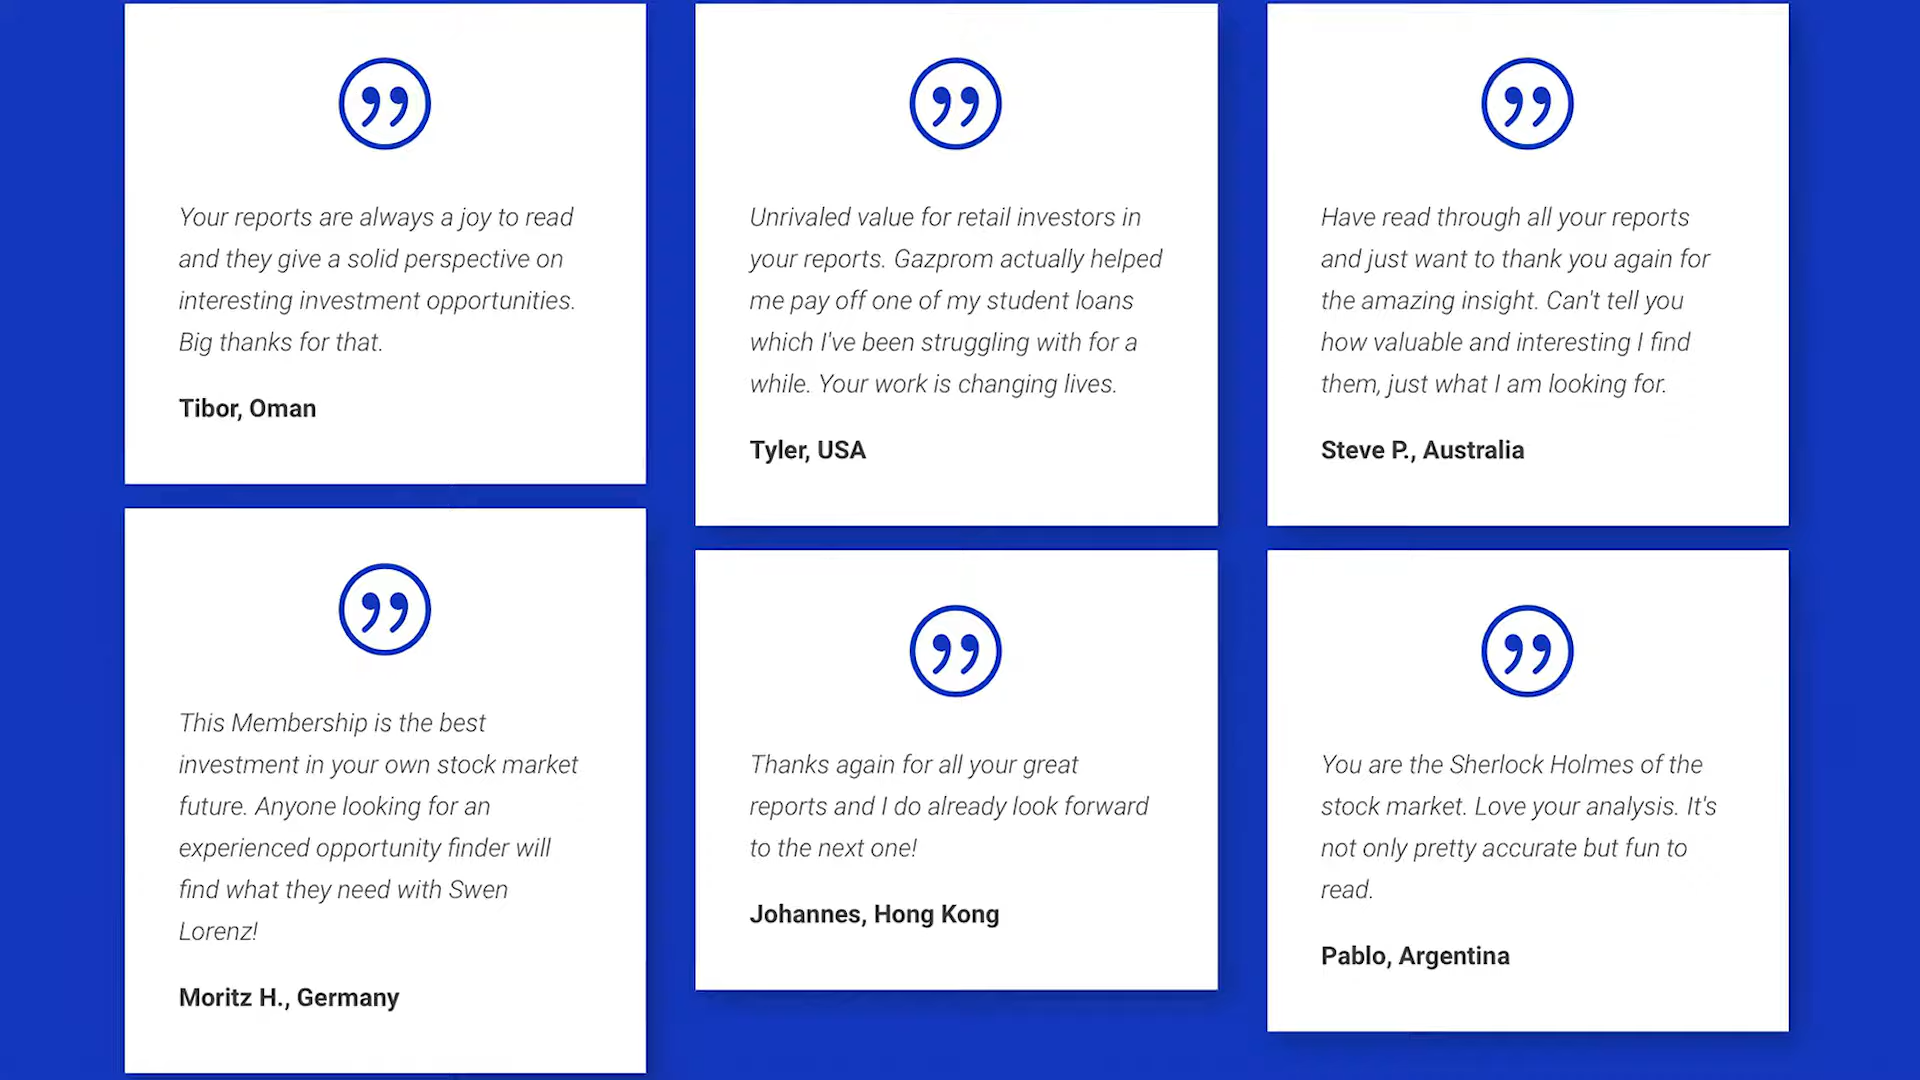 Your reports are always a joy to read
and they give a solid perspective on
interesting investment opportunities.
Big thanks for that.
Tibor, Oman
Unrivaled value for retail investors in
your reports. Gazprom actually helped
me pay off one of my student loans
which I've been struggling with for a
while. Your work is changing lives.
Tyler, USA
Have read through all your reports
and just want to thank you again for
the amazing insight. Can't tell you
how valuable and interesting I find
them, just what I am looking for.
Steve P., Australia
This Membership is the best
investment in your own stock market
future. Anyone looking for an
experienced opportunity finder will
find what they need with Swen
Lorenz!
Moritz H., Germany
Thanks again for all your great
reports and I do already look forward
to the next one!
Johannes, Hong Kong
You are the Sherlock Holmes of the
stock market. Love your analysis. It's
not only pretty accurate but fun to
read.
Pablo, Argentina